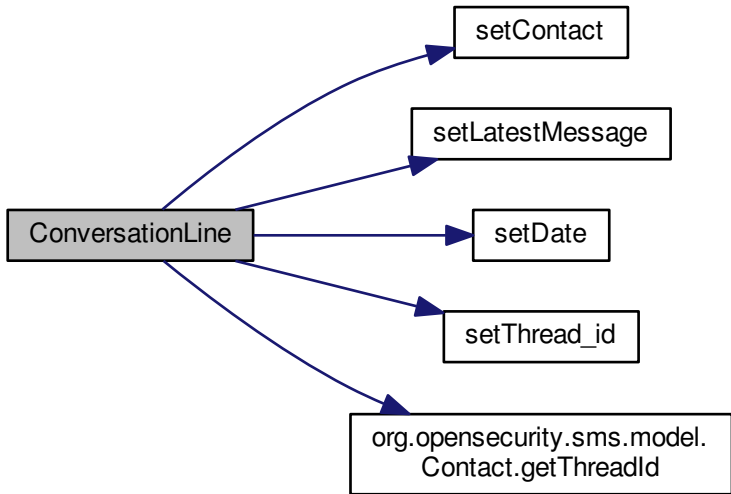 setContact
setLatestMessage
ConversationLine
setDate
setThread_id
org.opensecurity.sms.model.
Contact.getThreadId